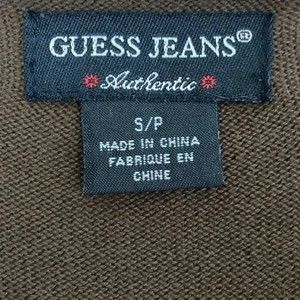 GUESS JEANS®
Authentic
S/P
MADE IN CHINA
FABRIQUE EN
CHINE